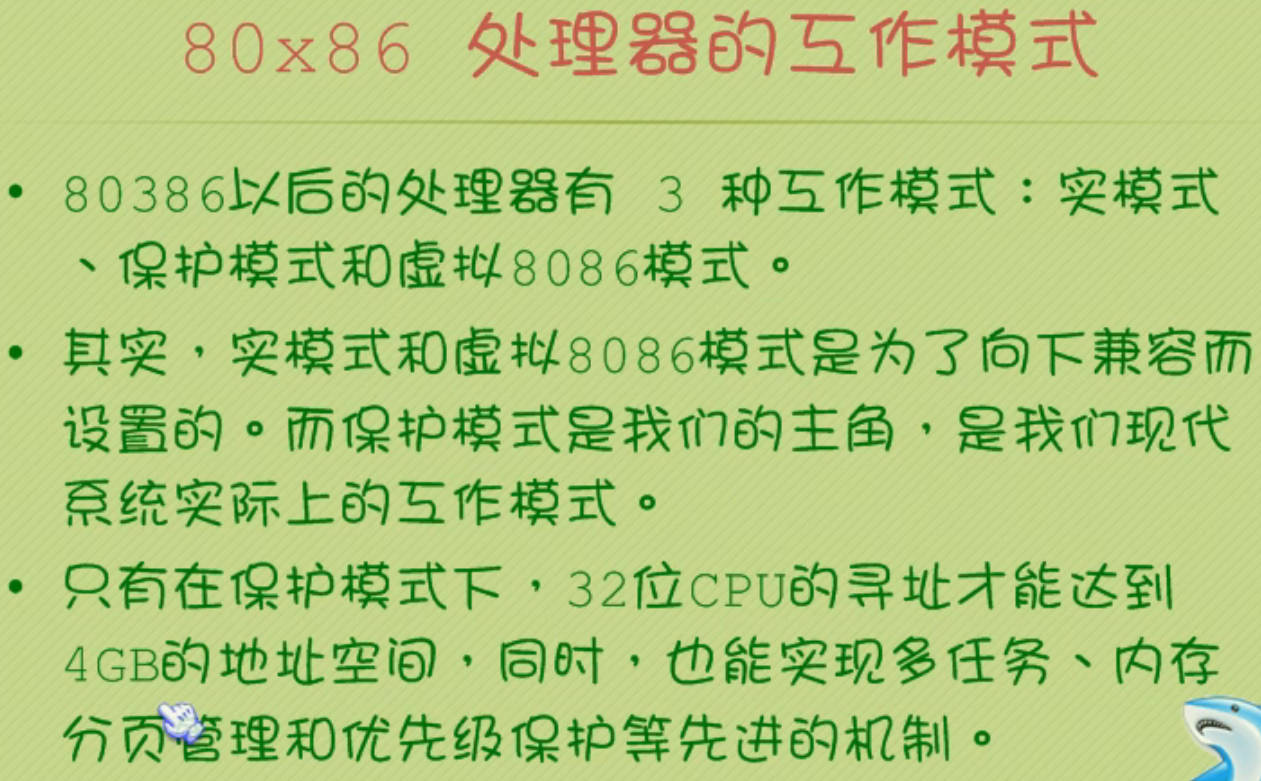 80x86 处理器的工作模式
• 80386以后的处理器有 3 种工作模式：实模式
、保护模式和虚拟8086模式。
• 其实，实模式和虚拟8086模式是为了向下兼容而
设置的。而保护模式是我们的主角，是我们现代
系统实际上的工作模式。
• 只有在保护模式下，32位CPU的寻址才能达到
4GB的地址空间，同时，也能实现多任务、内存
分页管理和优先级保护等先进的机制。